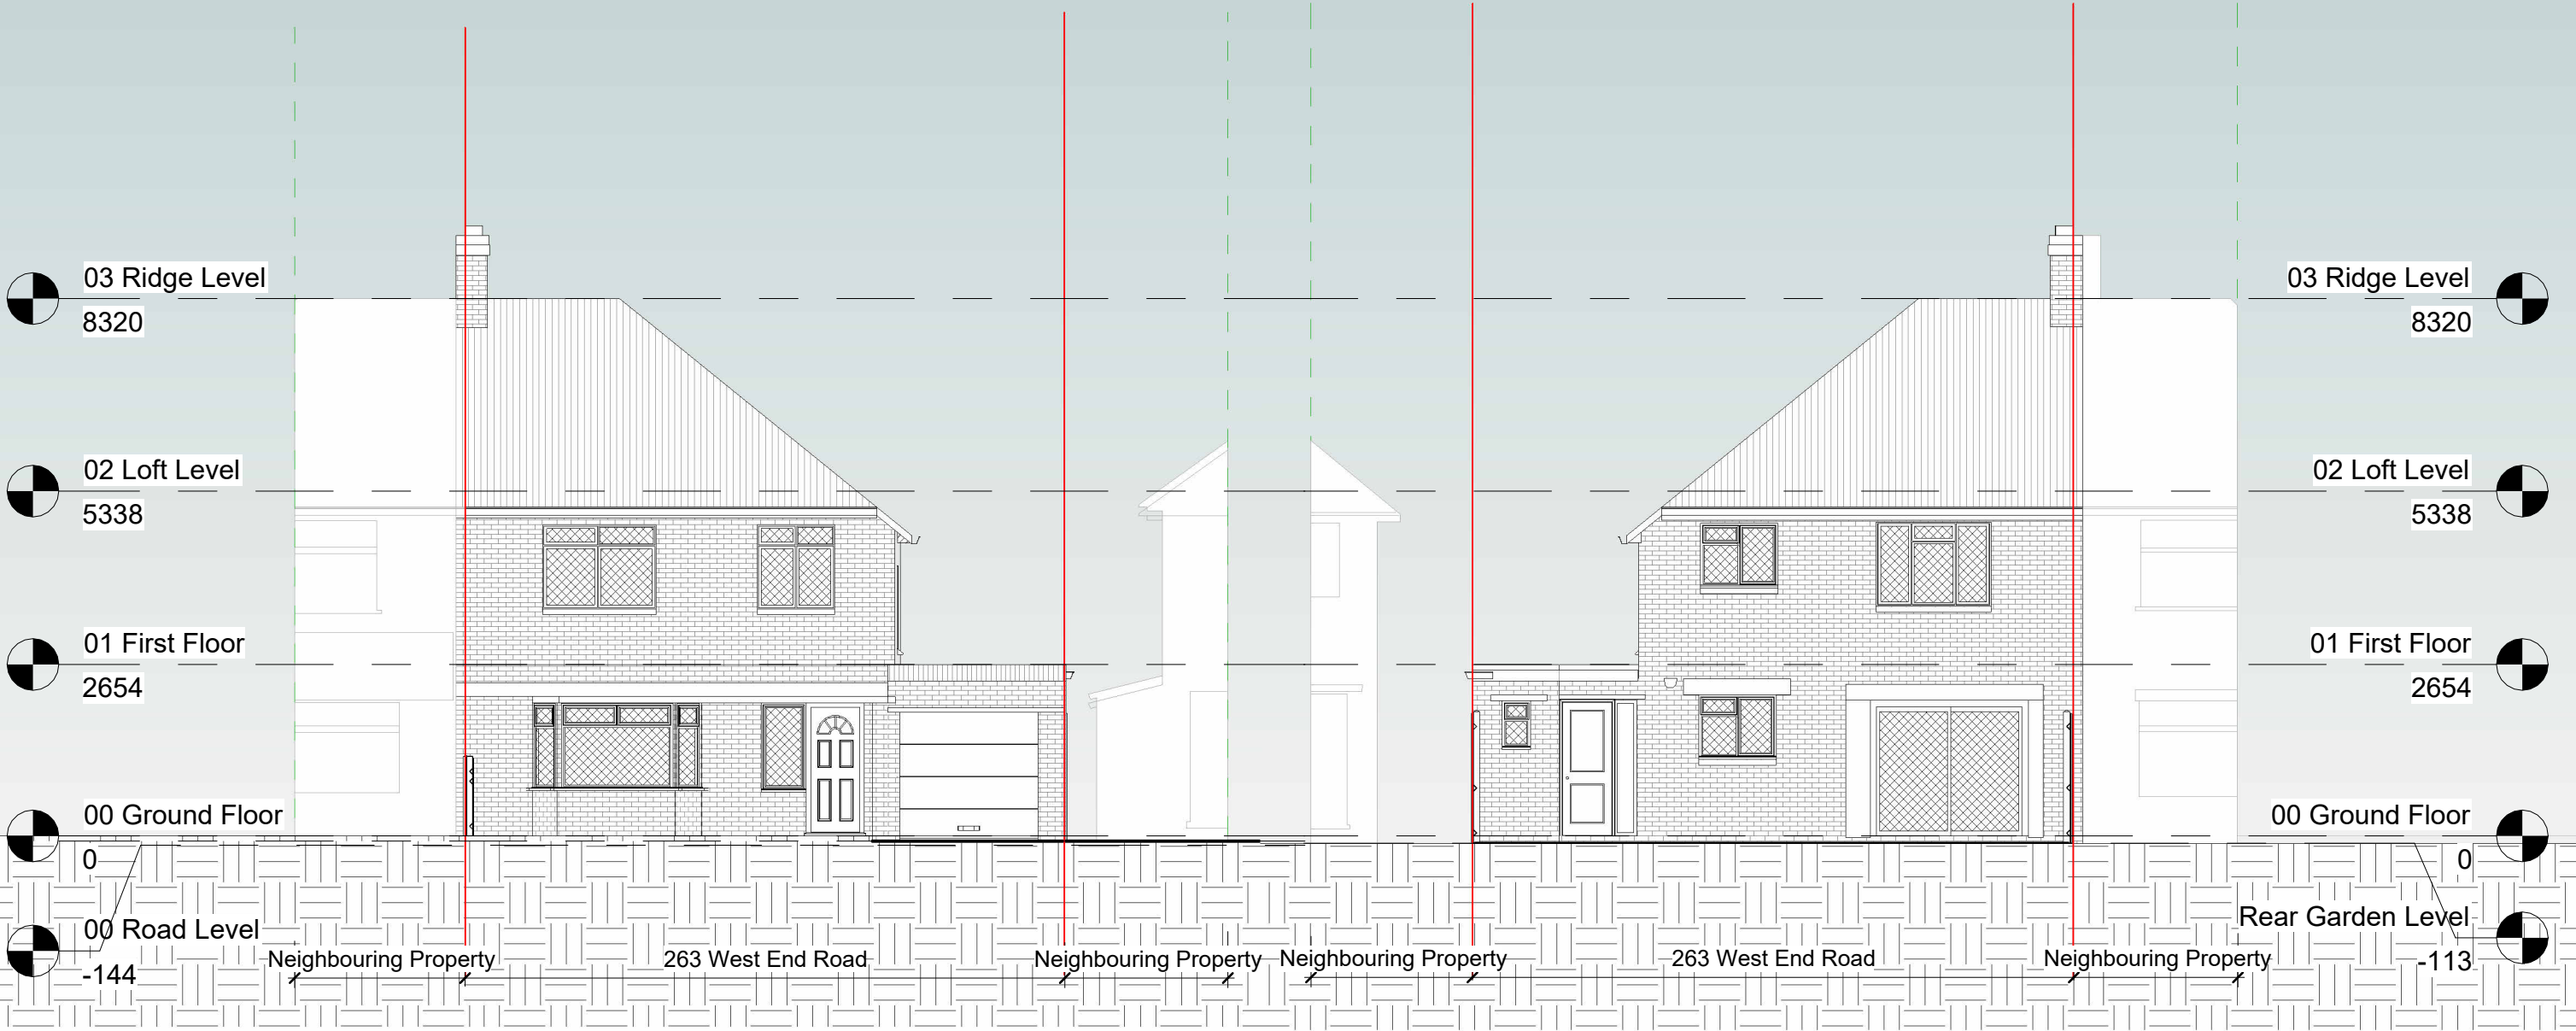 03 Ridge Level
8320
02 Loft Level
5338
01 First Floor
2654
00 Ground Floor
0
00 Road Level
-144
Neighbouring Property
263 West End Road
Neighbouring Property
Neighbouring Property
263 West End Road
Neighbouring Property
03 Ridge Level
8320
02 Loft Level
5338
01 First Floor
2654
00 Ground Floor
0
Rear Garden Level
-113